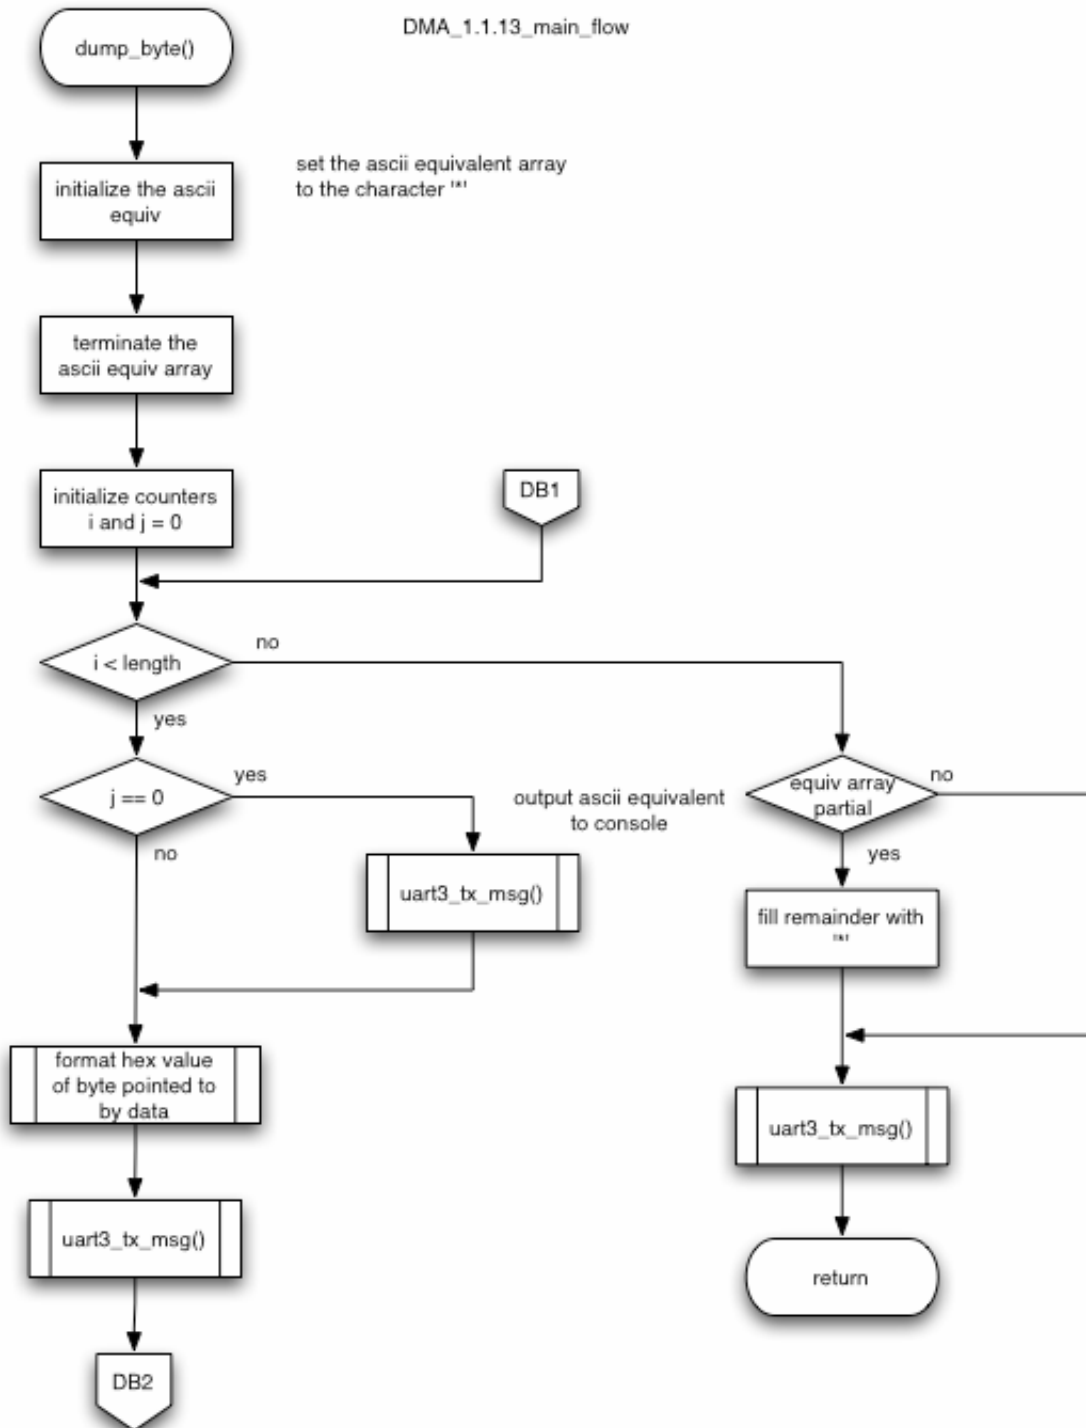 DMA_1.1.13_main_flow
dump_byte()
set the ascii equivalent array
to the character '*'
initialize the ascii
equiv
terminate the
ascii equiv array
initialize counters
i and j = 0
DB1
i < length
no
yes
j == 0
yes
no
output ascii equivalent
to console
equiv array
partial
no
yes
uart3_tx_msg()
fill remainder with
'*'
format hex value
of byte pointed to
by data
uart3_tx_msg()
uart3_tx_msg()
return
DB2